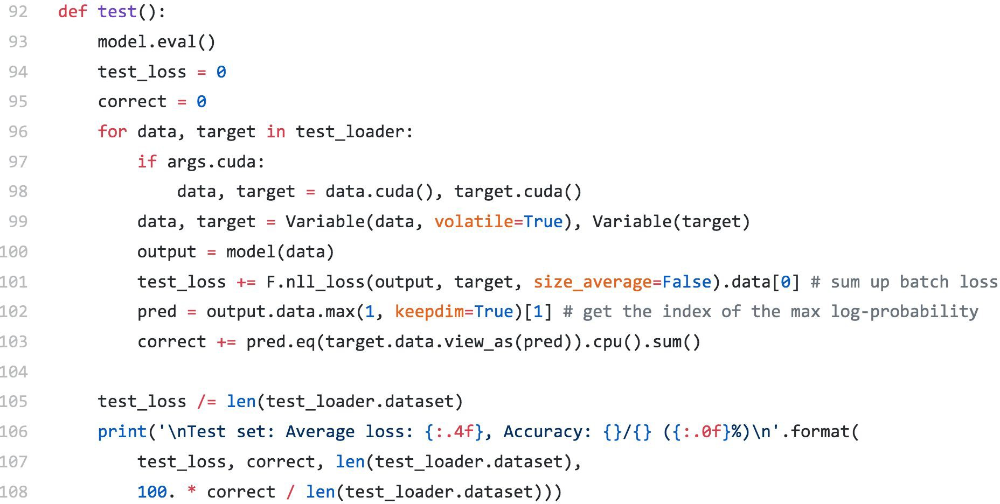 92 def test():
93 model.eval()
94 test_loss = 0
95 correct = 0
96 for data, target in test_loader:
97 if args.cuda:
98 data, target = data.cuda(), target.cuda()
99 data, target = Variable(data, volatile=True), Variable(target)
100 output = model(data)
101 test_loss += F.nll_loss(output, target, size_average=False).data[0] # sum up batch loss
102 pred = output.data.max(1, keepdim=True)[1] # get the index of the max log-probability
103 correct += pred.eq(target.data.view_as(pred)).cpu().sum()
104
105 test_loss /= len(test_loader.dataset)
106 print('\nTest set: Average loss: {:.4f}, Accuracy: {}/{} ({:.0f}%)\n'.format(
107 test_loss, correct, len(test_loader.dataset),
108 100. * correct / len(test_loader.dataset)))